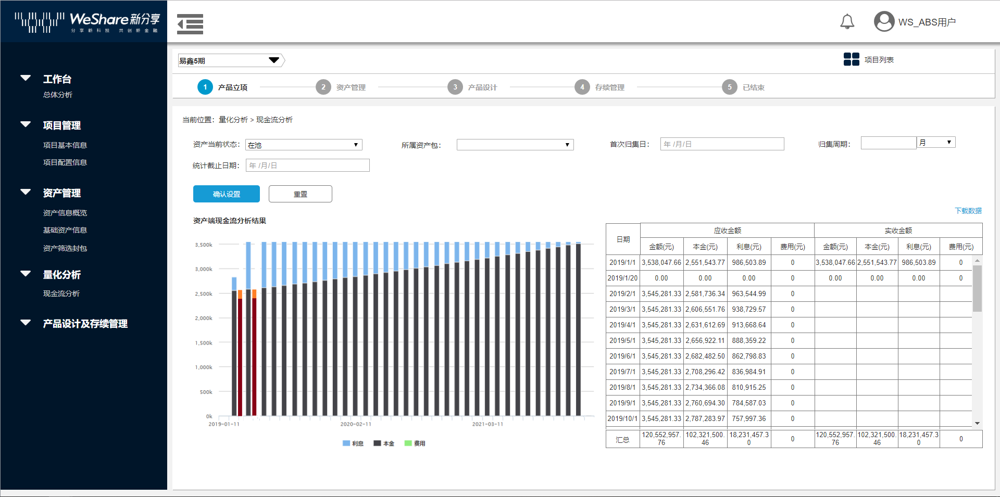 WeShare新分享
分享新科技 共创新金融
WS_ABS用户
工作台
总体分析
项目管理
项目基本信息
项目配置信息
资产管理
资产信息概览
基础资产信息
资产筛选封包
量化分析
现金流分析
产品设计及存续管理
易鑫5期
项目列表
1 产品立项 2 资产管理 3 产品设计 4 存续管理 5 已结束
当前位置：量化分析 > 现金流分析
资产当前状态： 在池 所属资产包： 首次归集日： 年 /月/日 归集周期： 月
统计截止日期： 年 /月/日
确认设置 重置
下载数据
资产端现金流分析结果
3,500k
3,000k
2,500k
2,000k
1,500k
1,000k
500k
0k
2019-01-11 2020-02-11 2021-03-11
利息 本金 费用
日期 应收金额 实收金额
金额(元) 本金(元) 利息(元) 费用(元) 金额(元) 本金(元) 利息(元) 费用(元)
2019/1/1 3,538,047.66 2,551,543.77 986,503.89 0 3,538,047.66 2,551,543.77 986,503.89 0
2019/1/20 0.00 0.00 0.00 0 0.00 0.00 0.00 0
2019/2/1 3,545,281.33 2,581,736.34 963,544.99 0
2019/3/1 3,545,281.33 2,606,551.76 938,729.57 0
2019/4/1 3,545,281.33 2,631,612.69 913,668.64 0
2019/5/1 3,545,281.33 2,656,922.11 888,359.22 0
2019/6/1 3,545,281.33 2,682,482.50 862,798.83 0
2019/7/1 3,545,281.33 2,708,296.42 836,984.91 0
2019/8/1 3,545,281.33 2,734,366.08 810,915.25 0
2019/9/1 3,545,281.33 2,760,694.30 784,587.03 0
2019/10/1 3,545,281.33 2,787,283.97 757,997.36 0
汇总 120,552,957.76 102,321,500.46 18,231,457.30 0 120,552,957.76 102,321,500.46 18,231,457.30 0